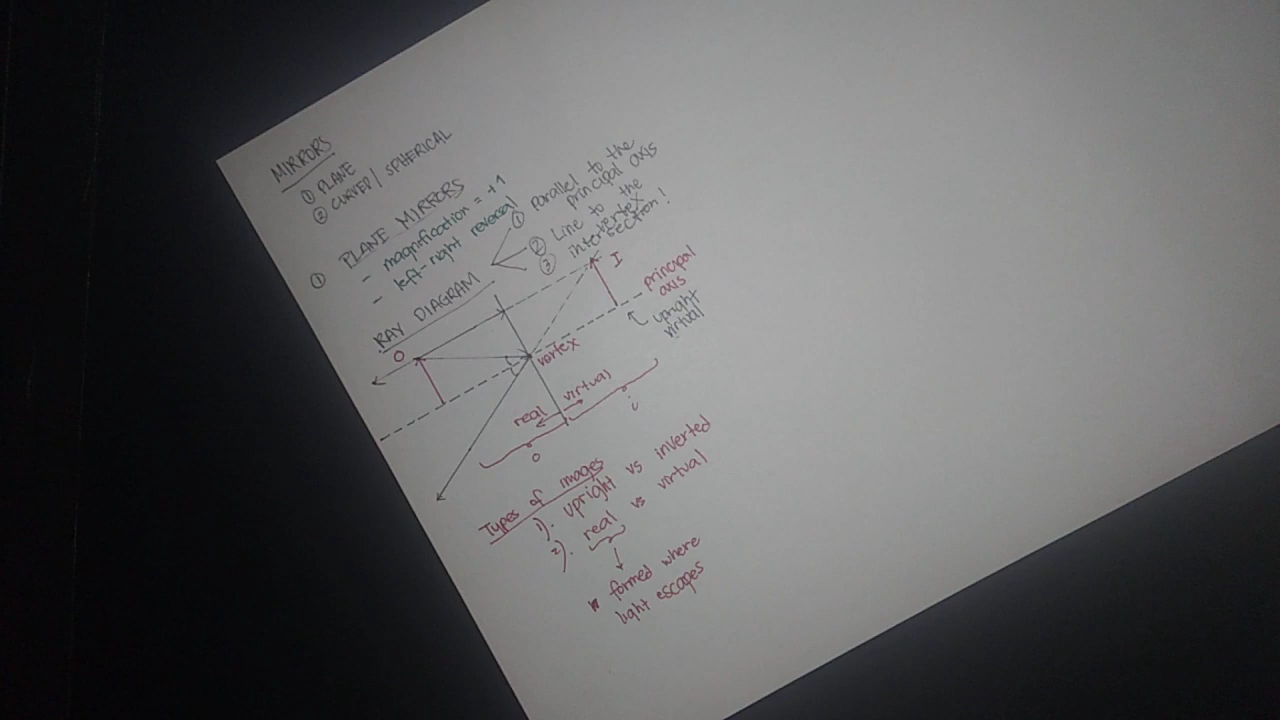 MIRRORS
① PLANE
② CURVED / SPHERICAL
① PLANE MIRRORS
- magnification = +1
- left-right reversal
RAY DIAGRAM
① Parallel to the
principal axis
② Line to the
vertex
③ intersection!
O
I
principal
axis
upright
virtual
vortex
real
virtual
o
i
Types of images
1). upright vs inverted
2). real vs virtual
formed where
light escapes